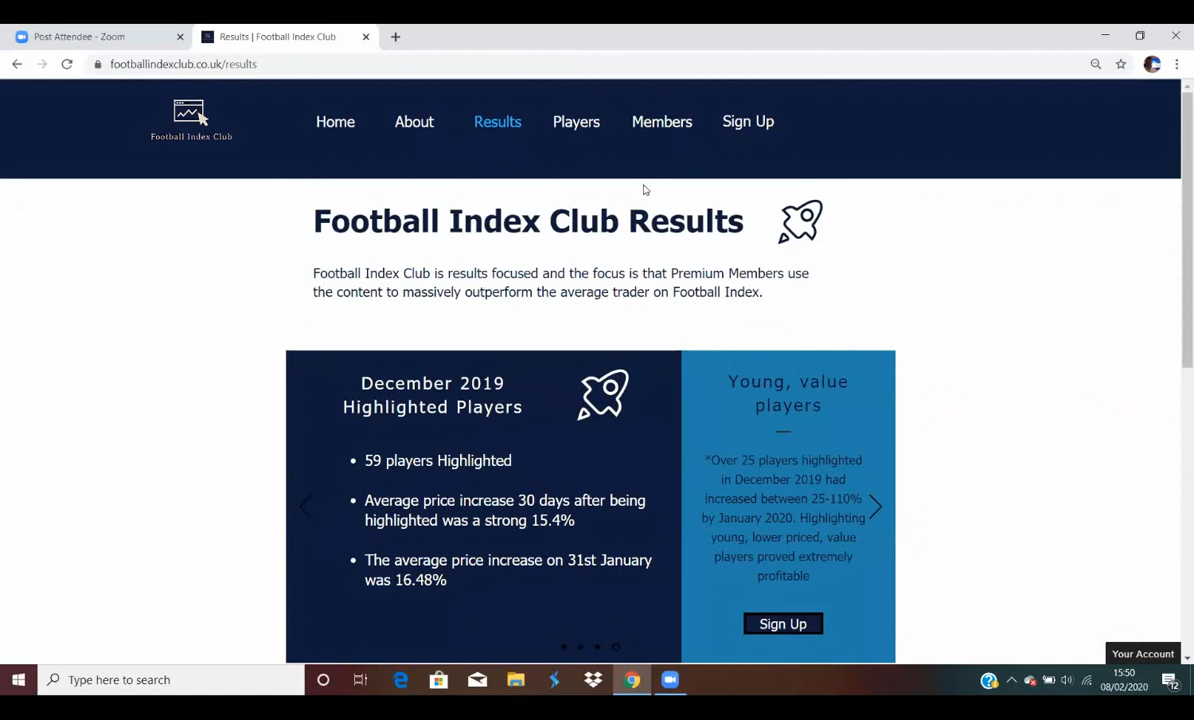 Post Attendee - Zoom
Results | Football Index Club
footballindexclub.co.uk/results
Football Index Club
Home
About
Results
Players
Members
Sign Up
Football Index Club Results
Football Index Club is results focused and the focus is that Premium Members use
the content to massively outperform the average trader on Football Index.
December 2019
Highlighted Players
• 59 players Highlighted
• Average price increase 30 days after being
highlighted was a strong 15.4%
• The average price increase on 31st January
was 16.48%
Young, value
players
*Over 25 players highlighted
in December 2019 had
increased between 25-110%
by January 2020. Highlighting
young, lower priced, value
players proved extremely
profitable
Sign Up
Your Account
Type here to search
15:50
08/02/2020
12